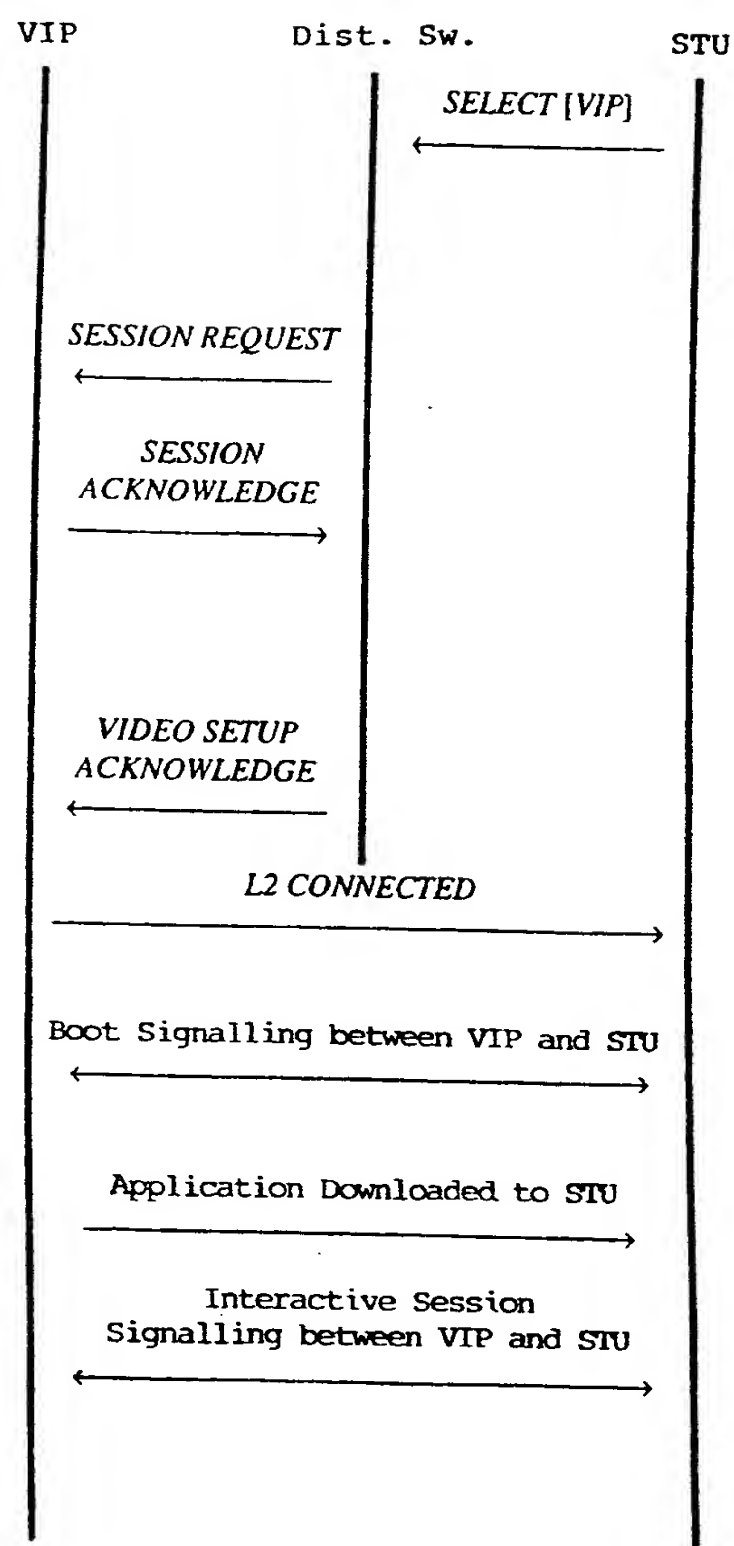 VIP Dist. Sw. STU
SELECT [VIP]
SESSION REQUEST
SESSION
ACKNOWLEDGE
VIDEO SETUP
ACKNOWLEDGE
L2 CONNECTED
Boot Signalling between VIP and STU
Application Downloaded to STU
Interactive Session
Signalling between VIP and STU